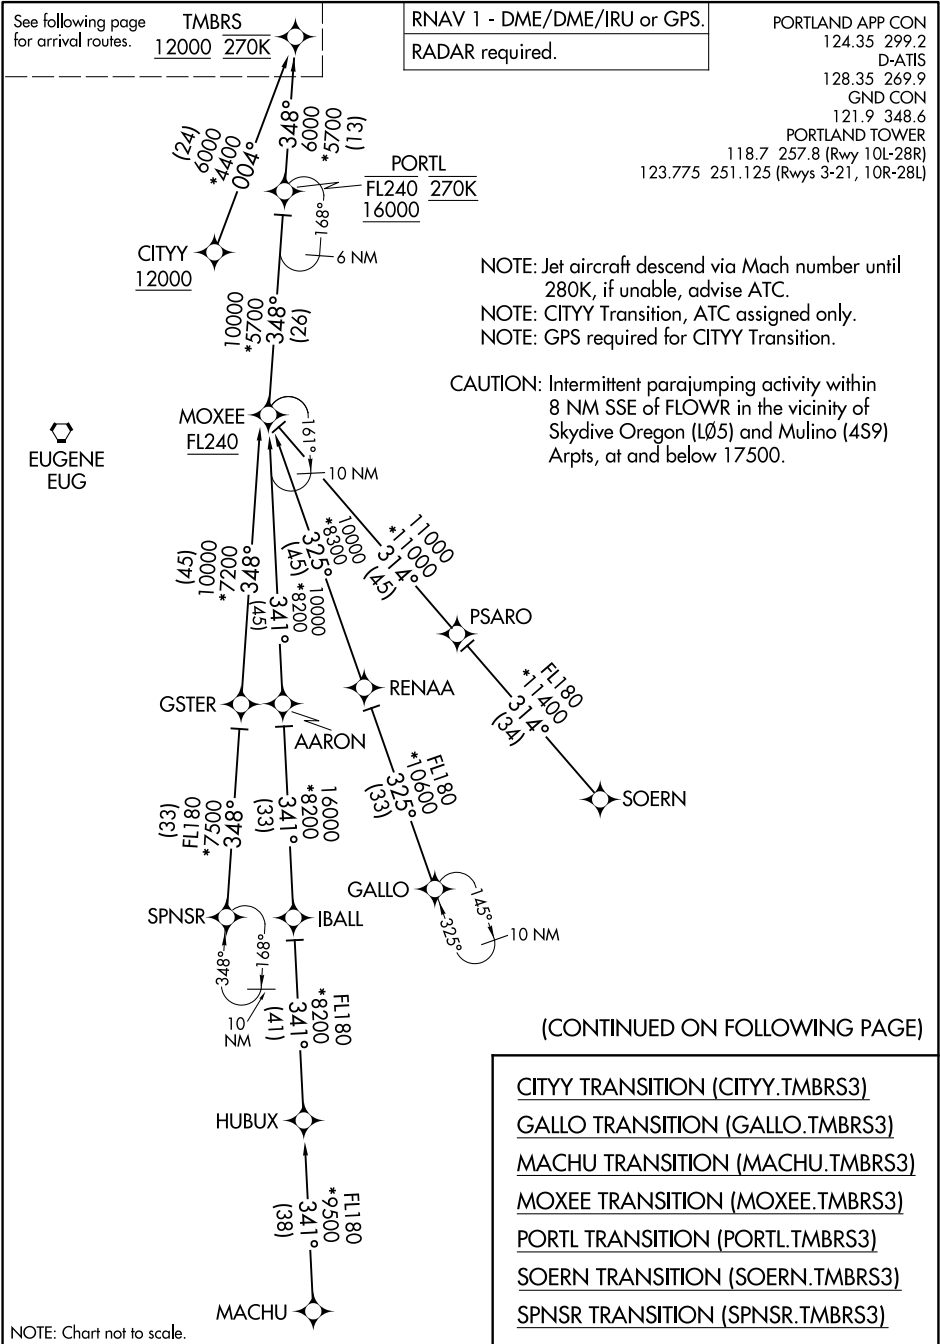 See following page
for arrival routes.
TMBRS
12000 270K
RNAV 1 - DME/DME/IRU or GPS.
RADAR required.
PORTLAND APP CON
124.35 299.2
D-ATIS
128.35 269.9
GND CON
121.9 348.6
PORTLAND TOWER
118.7 257.8 (Rwy 10L-28R)
123.775 251.125 (Rwys 3-21, 10R-28L)
(24)
6000
*4400
004°
348°
6000
*5700
(13)
PORTL
FL240 270K
16000
168°
6 NM
CITYY
12000
10000
*5700
348°
(26)
NOTE: Jet aircraft descend via Mach number until
280K, if unable, advise ATC.
NOTE: CITYY Transition, ATC assigned only.
NOTE: GPS required for CITYY Transition.
CAUTION: Intermittent parajumping activity within
8 NM SSE of FLOWR in the vicinity of
Skydive Oregon (LØ5) and Mulino (4S9)
Arpts, at and below 17500.
MOXEE
FL240
161°
10 NM
EUGENE
EUG
(45)
10000
*7200
348°
10000
*8200
341°
(45)
10000
*8300
325°
(45)
11000
*11000
314°
(45)
PSARO
GSTER
AARON
RENAA
FL180
*11400
314°
(34)
SOERN
(33)
FL180
*7500
348°
16000
*8200
341°
(33)
FL180
*10600
325°
(33)
SPNSR
IBALL
GALLO
145°
325°
10 NM
348°
168°
10
NM
FL180
*8200
341°
(41)
HUBUX
FL180
*9500
341°
(38)
MACHU
(CONTINUED ON FOLLOWING PAGE)
CITYY TRANSITION (CITYY.TMBRS3)
GALLO TRANSITION (GALLO.TMBRS3)
MACHU TRANSITION (MACHU.TMBRS3)
MOXEE TRANSITION (MOXEE.TMBRS3)
PORTL TRANSITION (PORTL.TMBRS3)
SOERN TRANSITION (SOERN.TMBRS3)
SPNSR TRANSITION (SPNSR.TMBRS3)
NOTE: Chart not to scale.